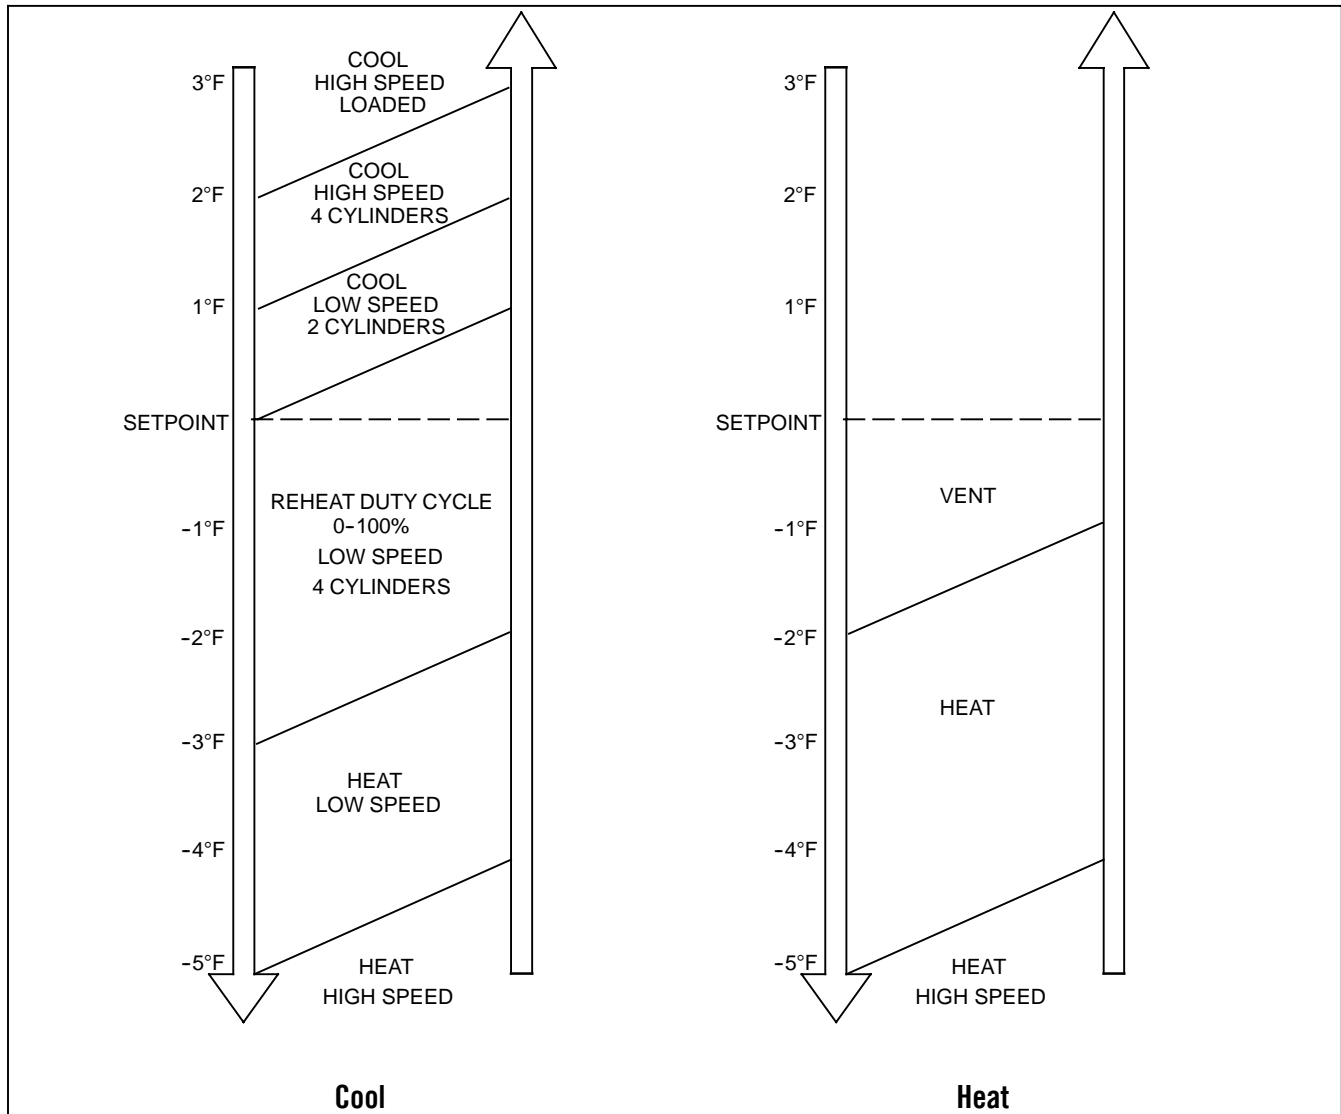 3°F
COOL
HIGH SPEED
LOADED
2°F
COOL
HIGH SPEED
4 CYLINDERS
1°F
COOL
LOW SPEED
2 CYLINDERS
SETPOINT
REHEAT DUTY CYCLE
0-100%
LOW SPEED
4 CYLINDERS
-1°F
-2°F
-3°F
HEAT
LOW SPEED
-4°F
-5°F
HEAT
HIGH SPEED
Cool
3°F
2°F
1°F
SETPOINT
VENT
-1°F
-2°F
HEAT
-3°F
-4°F
-5°F
HEAT
HIGH SPEED
Heat